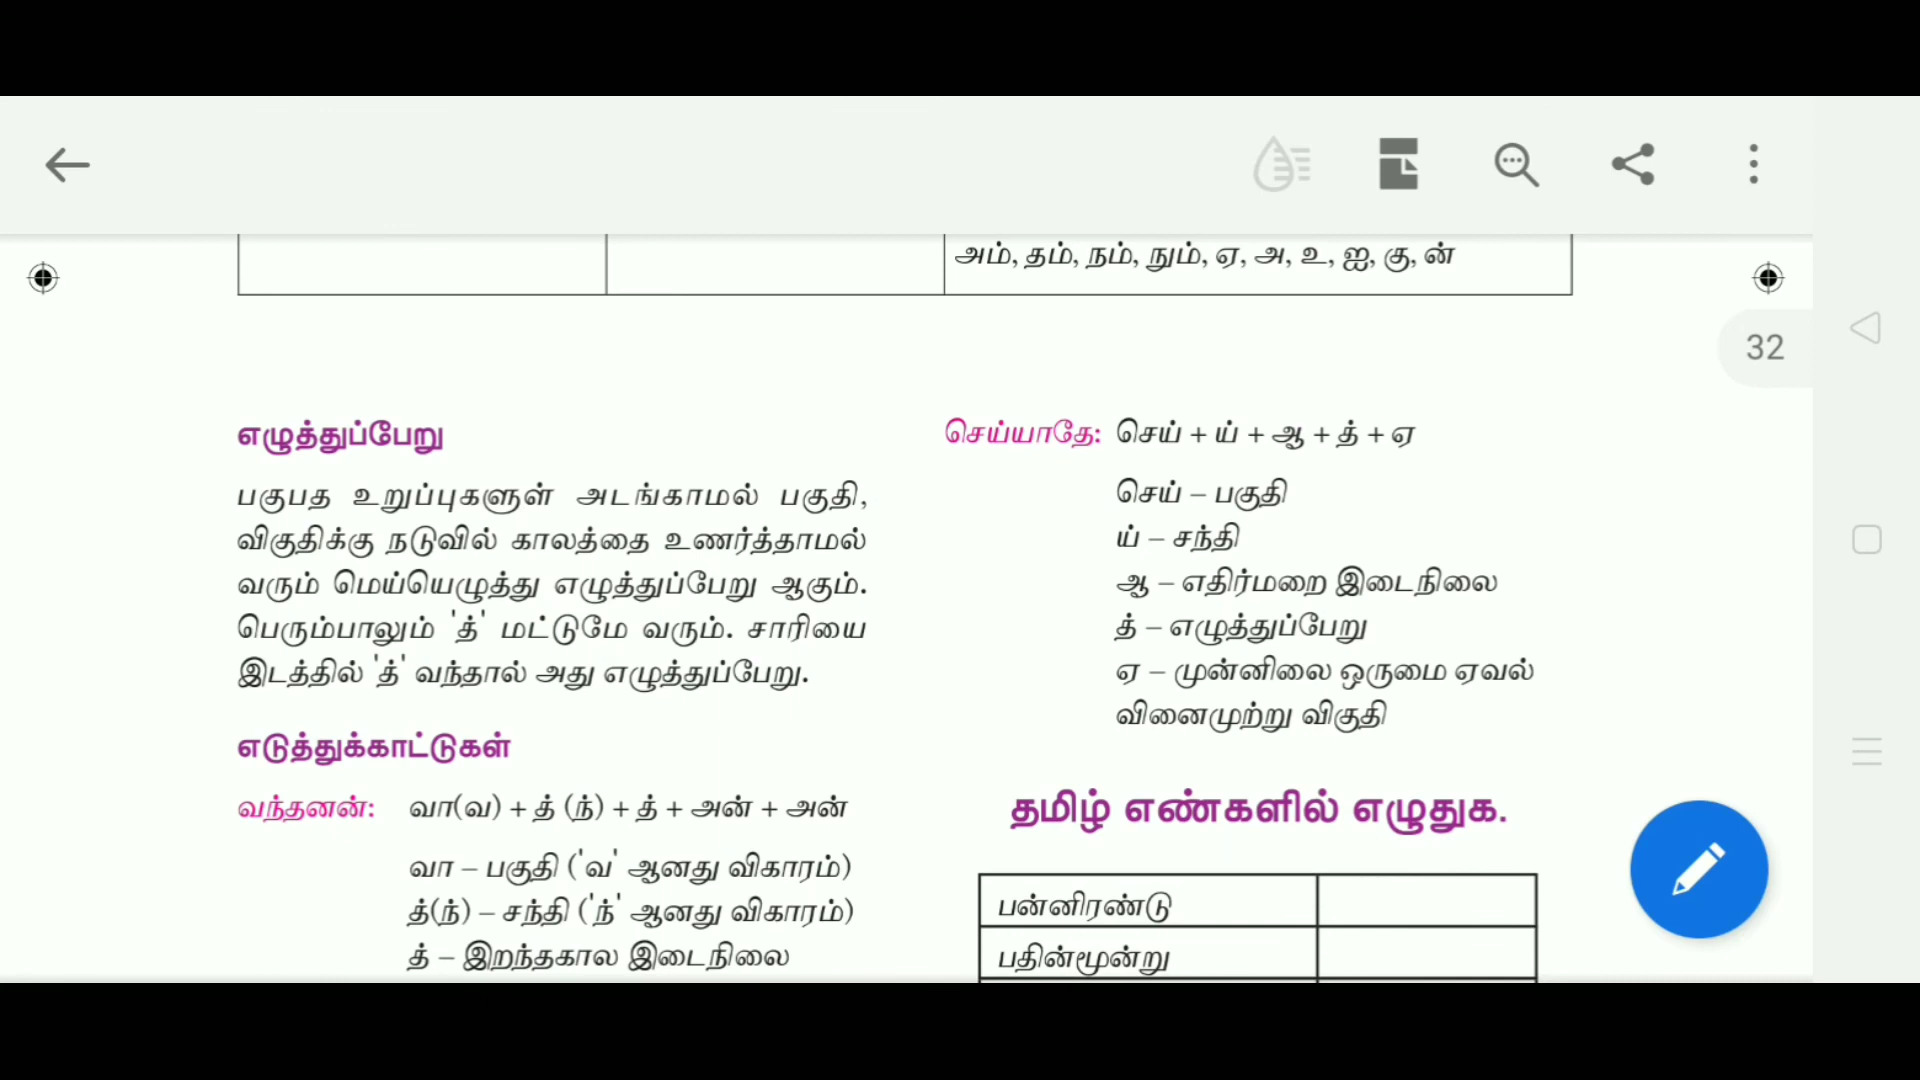 அம், தம், நம், நும், ஏ, அ, உ, ஐ, கு, ன்
32
எழுத்துப்பேறு
பகுபத உறுப்புகளுள் அடங்காமல் பகுதி,
விகுதிக்கு நடுவில் காலத்தை உணர்த்தாமல்
வரும் மெய்யெழுத்து எழுத்துப்பேறு ஆகும்.
பெரும்பாலும் 'த்' மட்டுமே வரும். சாரியை
இடத்தில் 'த்' வந்தால் அது எழுத்துப்பேறு.
எடுத்துக்காட்டுகள்
வந்தனன்: வா(வ) + த் (ந்) + த் + அன் + அன்
வா – பகுதி ('வ' ஆனது விகாரம்)
த்(ந்) – சந்தி ('ந்' ஆனது விகாரம்)
த் – இறந்தகால இடைநிலை
செய்யாதே: செய் + ய் + ஆ + த் + ஏ
செய் – பகுதி
ய் – சந்தி
ஆ – எதிர்மறை இடைநிலை
த் – எழுத்துப்பேறு
ஏ – முன்னிலை ஒருமை ஏவல்
வினைமுற்று விகுதி
தமிழ் எண்களில் எழுதுக.
பன்னிரண்டு
பதின்மூன்று